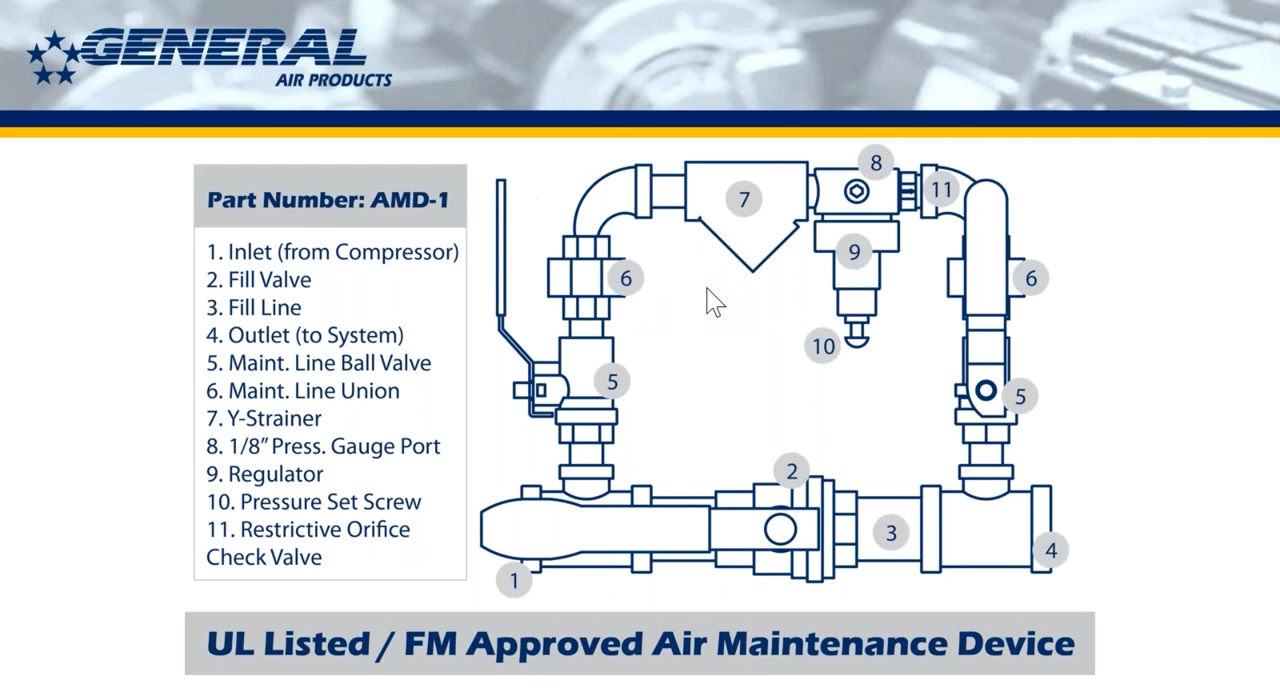 GENERAL
AIR PRODUCTS
Part Number: AMD-1
1. Inlet (from Compressor)
2. Fill Valve
3. Fill Line
4. Outlet (to System)
5. Maint. Line Ball Valve
6. Maint. Line Union
7. Y-Strainer
8. 1/8” Press. Gauge Port
9. Regulator
10. Pressure Set Screw
11. Restrictive Orifice
Check Valve
8
7
11
9
6
6
10
5
5
2
3
4
1
UL Listed / FM Approved Air Maintenance Device